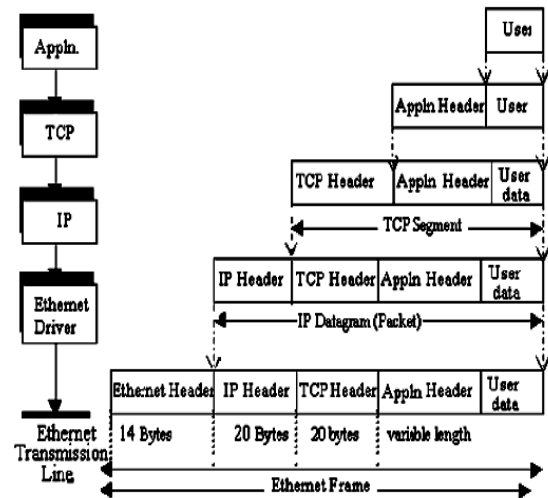 User
Appln.
Appln Header User
TCP
TCP Header Appln Header User data
TCP Segment
IP
IP Header TCP Header Appln Header User data
IP Datagram (Packet)
Ethernet Driver
Ethernet Header IP Header TCP Header Appln Header User data
14 Bytes 20 Bytes 20 bytes variable length
Ethernet Transmission Line
Ethernet Frame